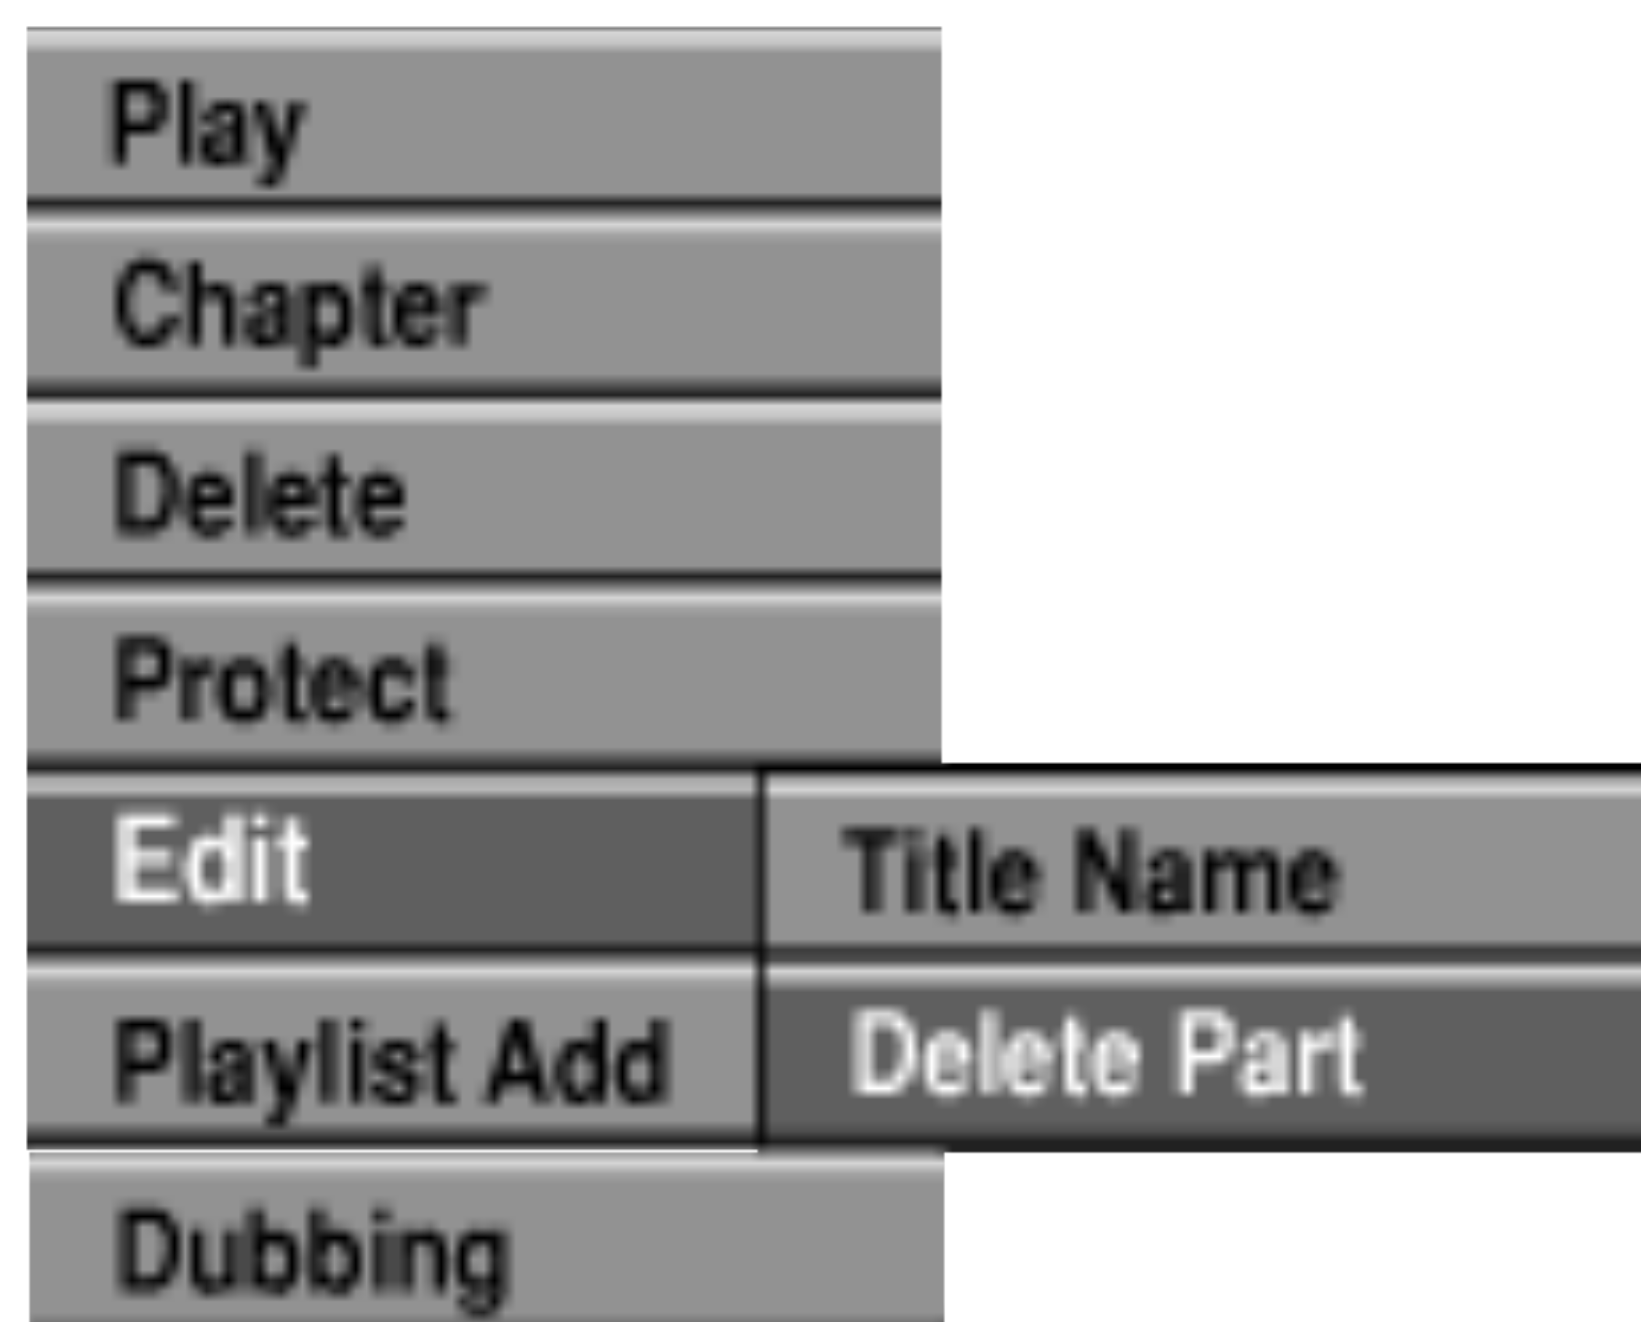 Play
Chapter
Delete
Protect
Edit
Title Name
Playlist Add
Delete Part
Dubbing